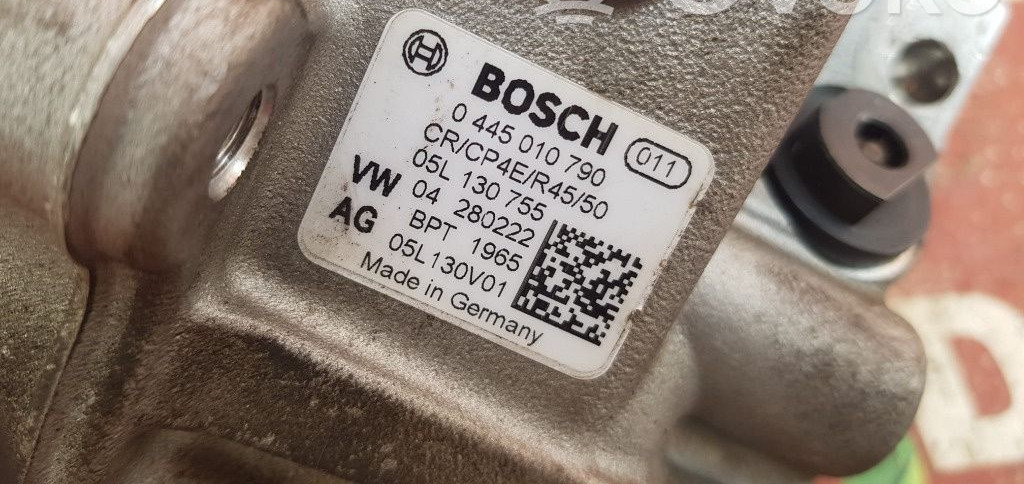 BOSCH
0 445 010 790 011
CR/CP4E/R45/50
05L 130 755
VW 04 280222
AG BPT 1965
05L130V01
Made in Germany